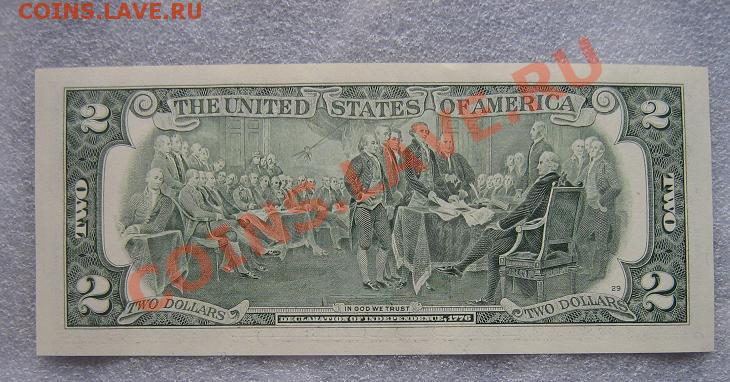 COINS.LAVE.RU
COINS.LAVE.RU
THE UNITED STATES OF AMERICA
2
2
TWO
TWO
2
2
29
TWO DOLLARS
IN GOD WE TRUST
TWO DOLLARS
DECLARATION OF INDEPENDENCE, 1776